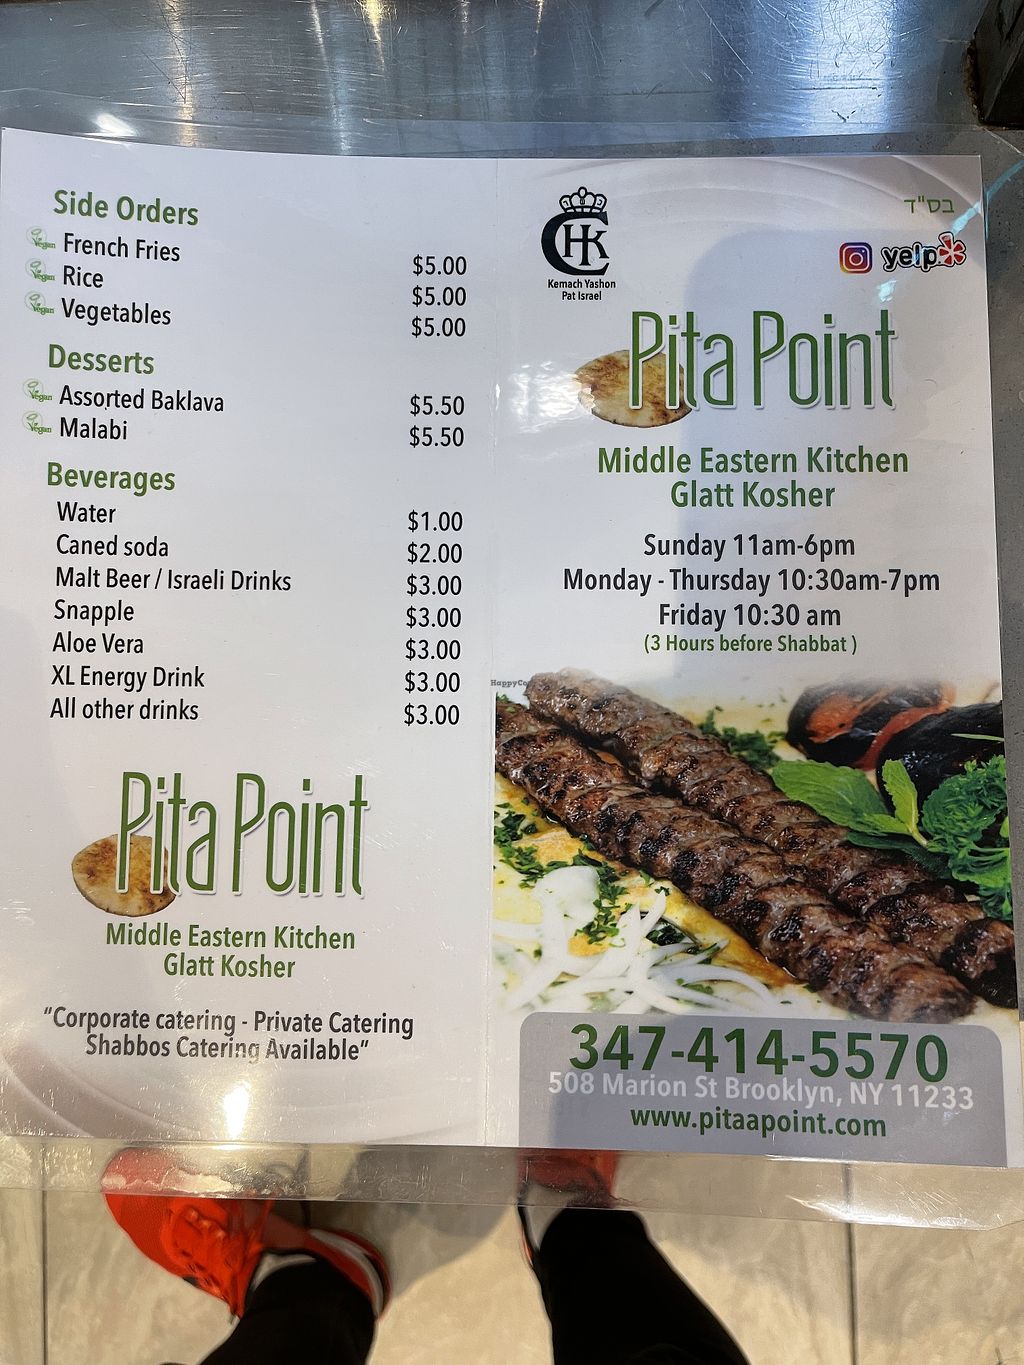 Side Orders
Vegan French Fries $5.00
Vegan Rice $5.00
Vegan Vegetables $5.00
Desserts
Vegan Assorted Baklava $5.50
Vegan Malabi $5.50
Beverages
Water $1.00
Caned soda $2.00
Malt Beer / Israeli Drinks $3.00
Snapple $3.00
Aloe Vera $3.00
XL Energy Drink $3.00
All other drinks $3.00
Pita Point
Middle Eastern Kitchen
Glatt Kosher
"Corporate catering - Private Catering
Shabbos Catering Available"
בס"ד
CHK
Kemach Yashon
Pat Israel
yelp
Pita Point
Middle Eastern Kitchen
Glatt Kosher
Sunday 11am-6pm
Monday - Thursday 10:30am-7pm
Friday 10:30 am
(3 Hours before Shabbat )
347-414-5570
508 Marion St Brooklyn, NY 11233
www.pitaapoint.com